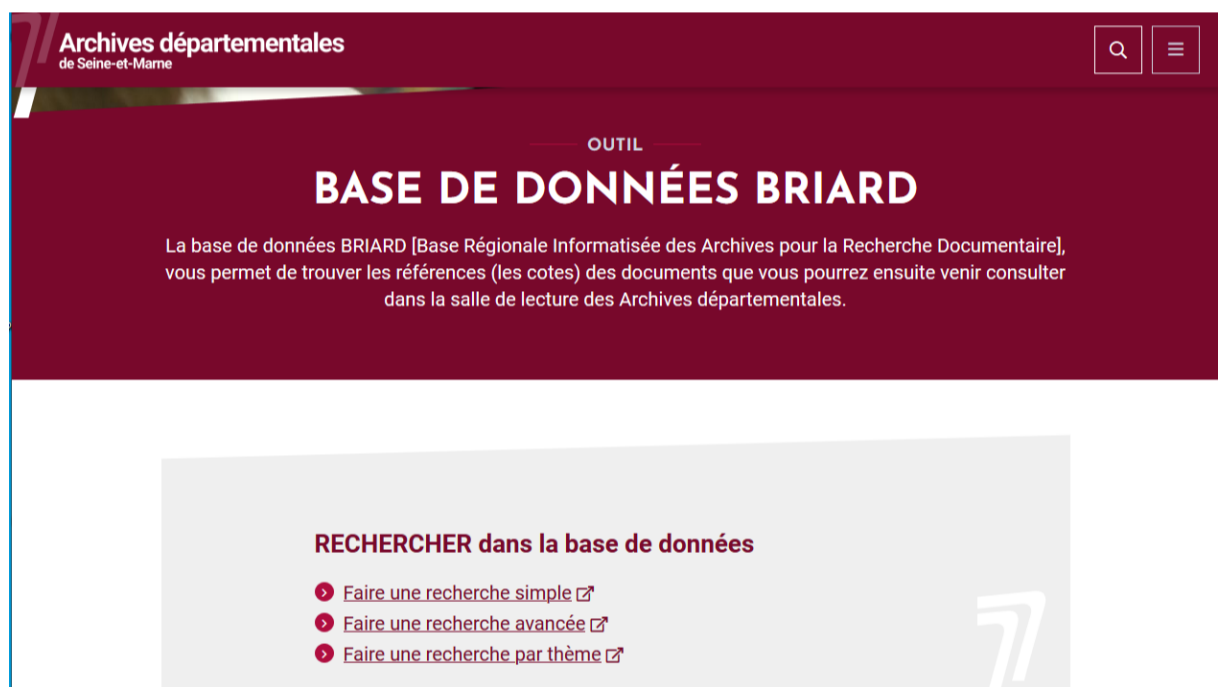 Archives départementales
de Seine-et-Marne
OUTIL
BASE DE DONNÉES BRIARD
La base de données BRIARD [Base Régionale Informatisée des Archives pour la Recherche Documentaire],
vous permet de trouver les références (les cotes) des documents que vous pourrez ensuite venir consulter
dans la salle de lecture des Archives départementales.
RECHERCHER dans la base de données
Faire une recherche simple
Faire une recherche avancée
Faire une recherche par thème
77